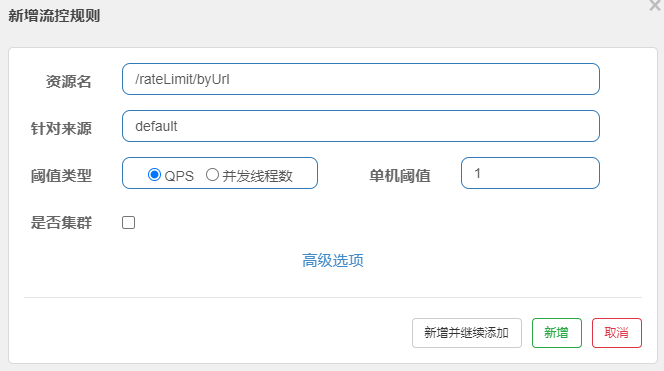 新增流控规则
资源名 /rateLimit/byUrl
针对来源 default
阈值类型 QPS 并发线程数 单机阈值 1
是否集群
高级选项
新增并继续添加 新增 取消